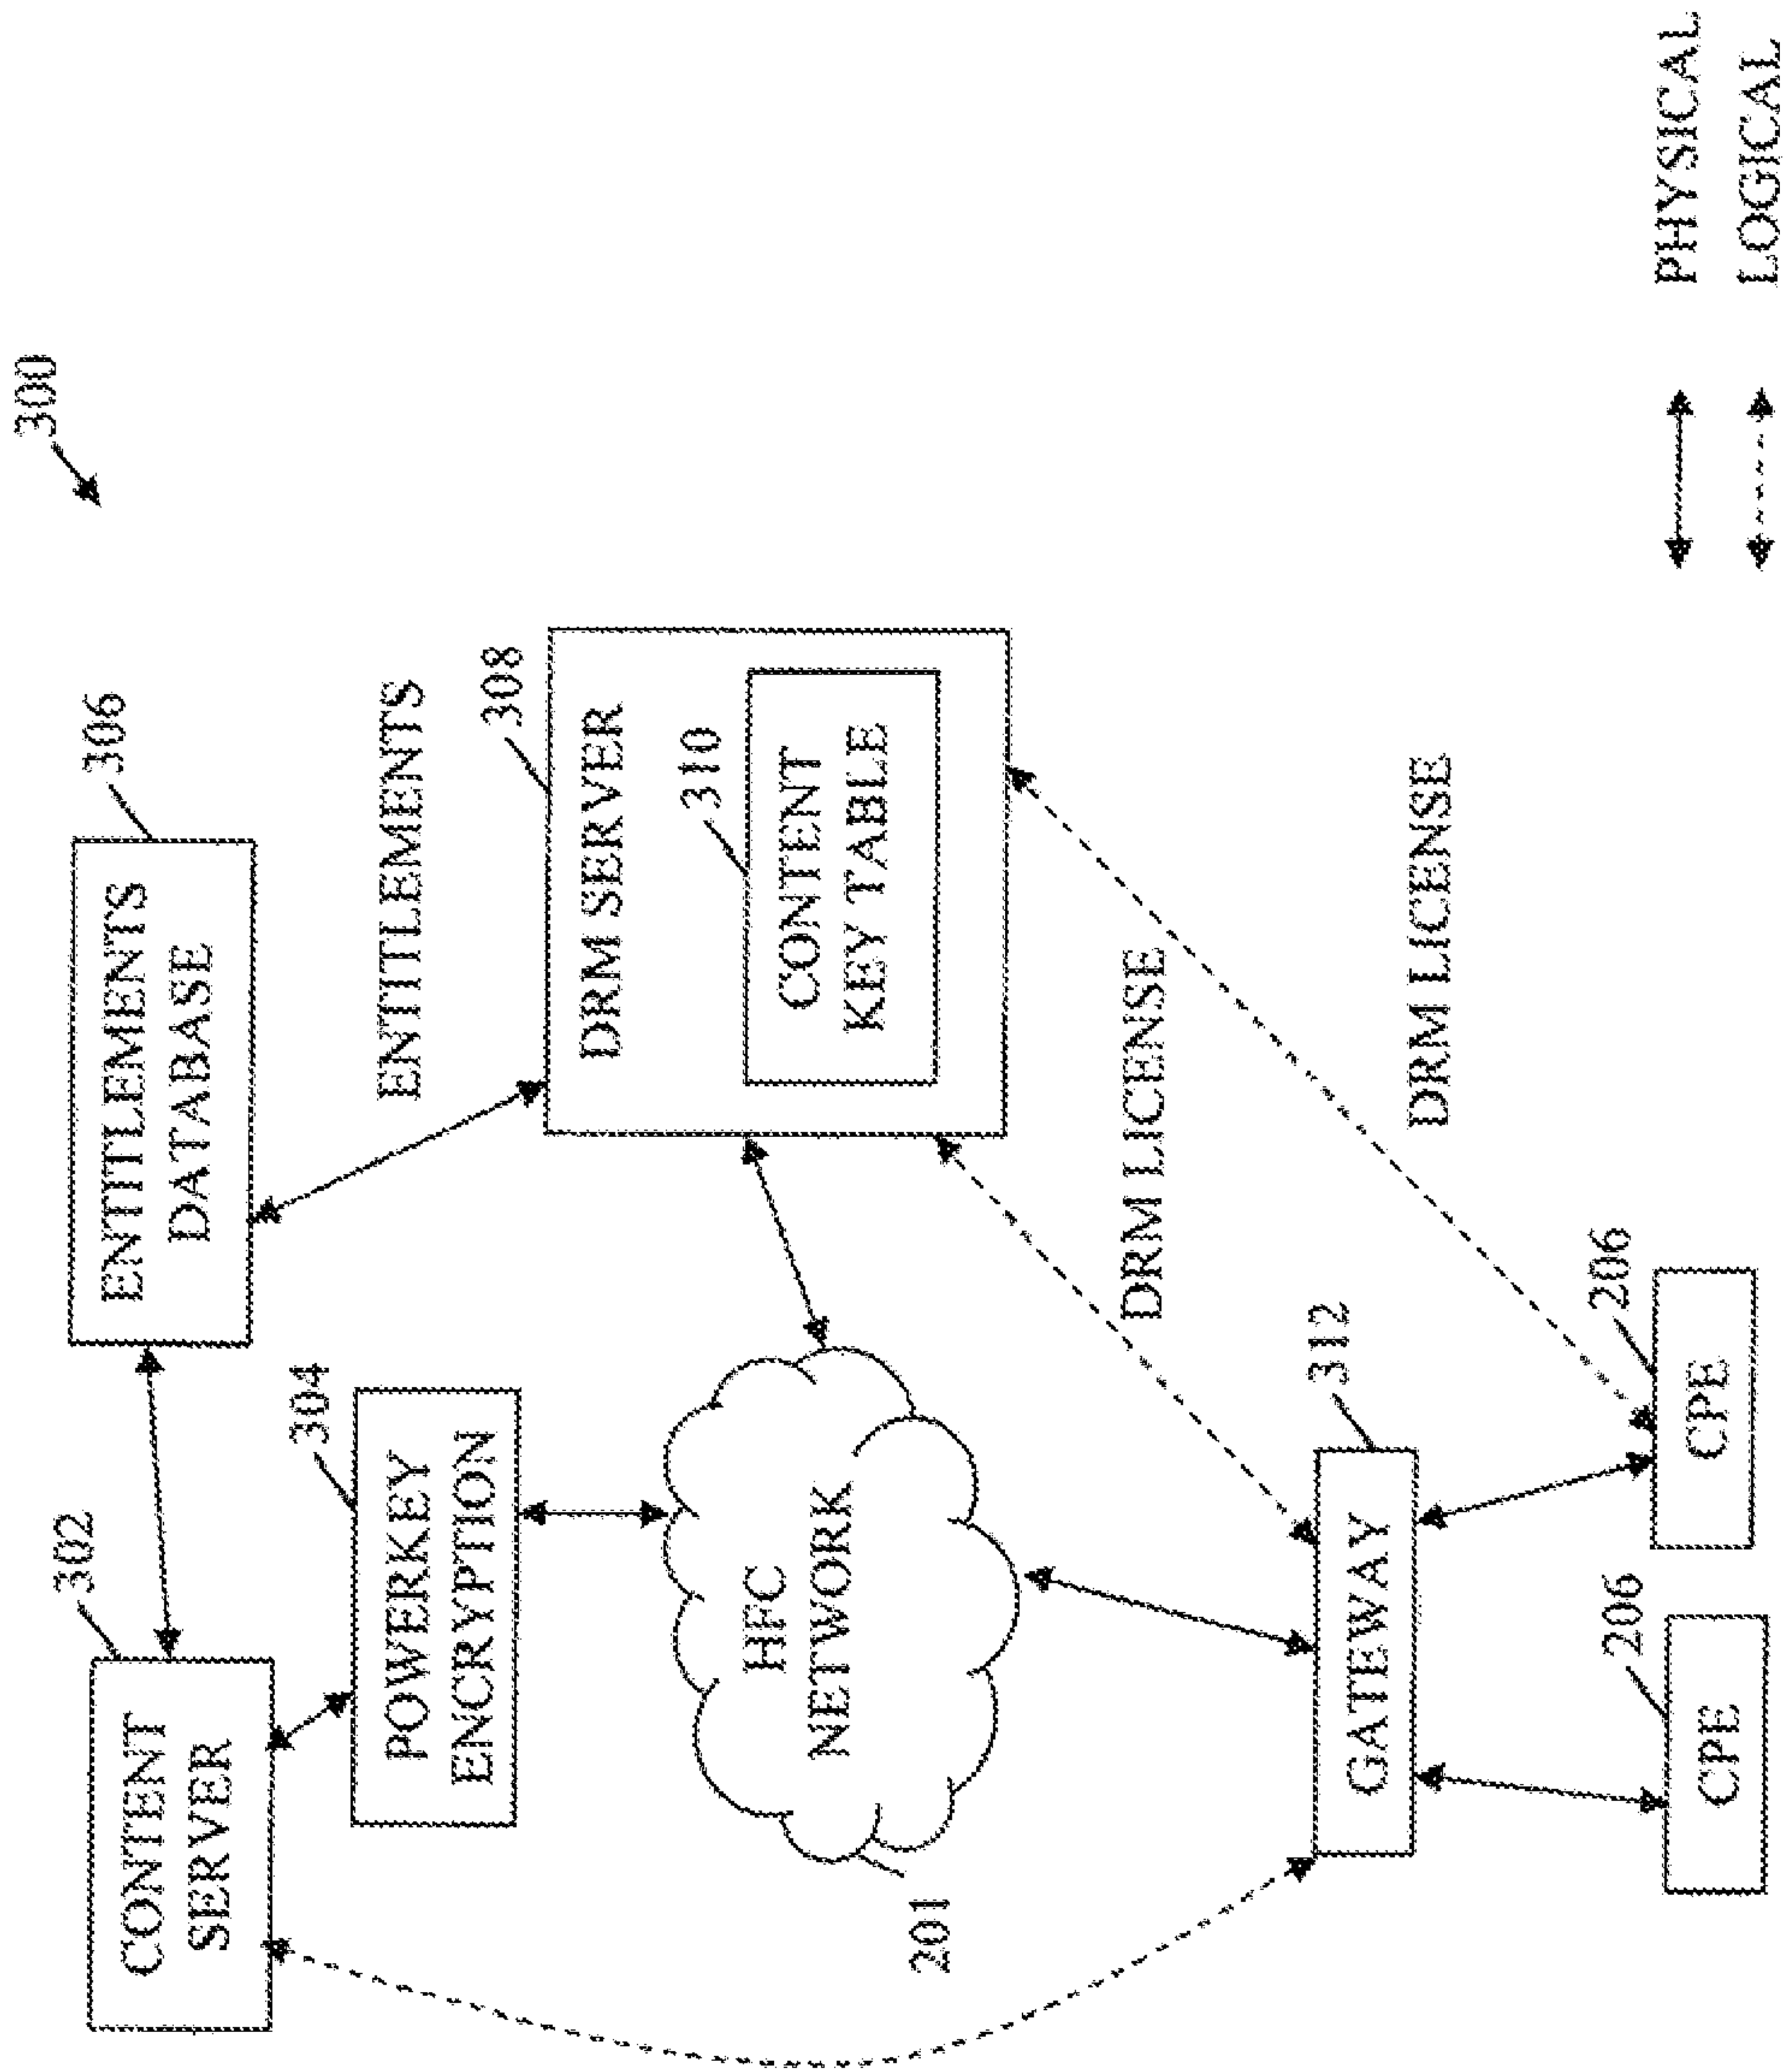 300
302
CONTENT
SERVER
306
ENTITLEMENTS
DATABASE
304
POWERKEY
ENCRYPTION
ENTITLEMENTS
308
DRM SERVER
310
CONTENT
KEY TABLE
HFC
NETWORK
201
DRM LICENSE
DRM LICENSE
312
GATEWAY
206
CPE
206
CPE
PHYSICAL
LOGICAL